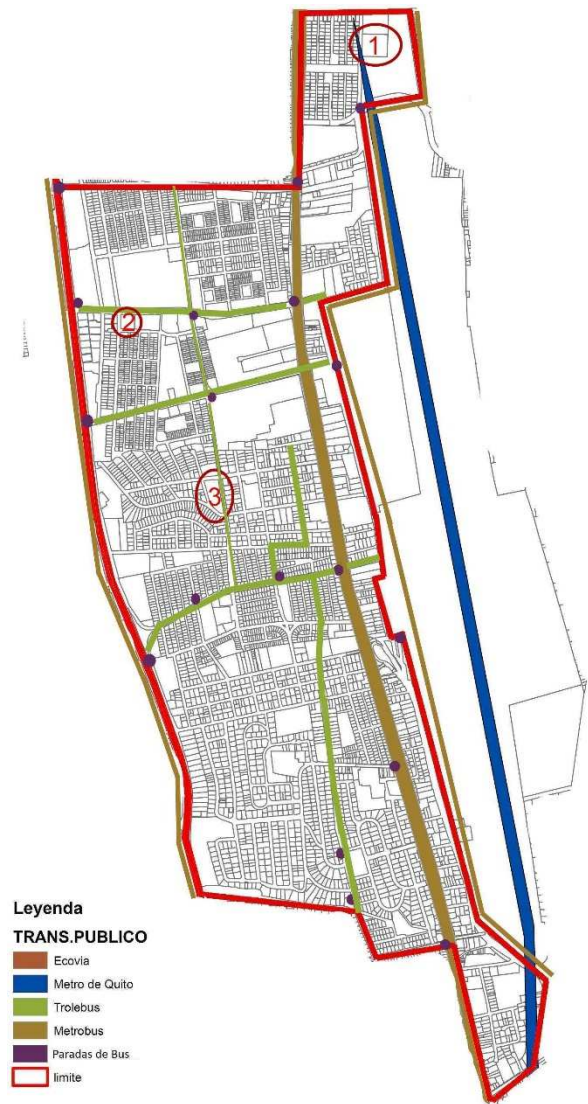 1
2
3
Leyenda
TRANS.PUBLICO
Ecovia
Metro de Quito
Trolebus
Metrobus
Paradas de Bus
limite